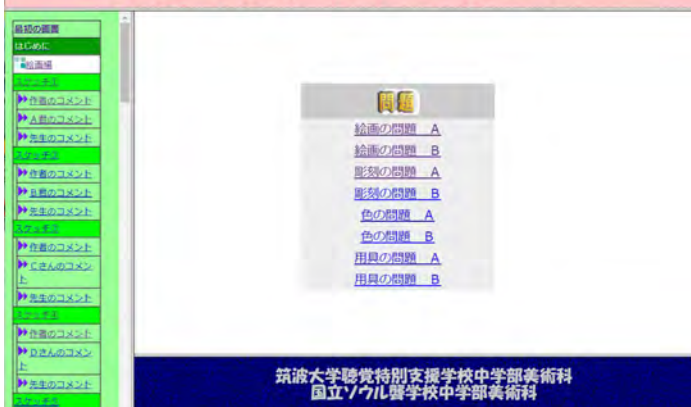 最初の画面
はじめに
絵画編
スケッチ①
作者のコメント
A君のコメント
先生のコメント
スケッチ②
作者のコメント
B君のコメント
先生のコメント
スケッチ③
作者のコメント
Cさんのコメン
ト
先生のコメント
スケッチ④
作者のコメント
Dさんのコメン
ト
先生のコメント
スケッチ⑤
問題
絵画の問題 A
絵画の問題 B
彫刻の問題 A
彫刻の問題 B
色の問題 A
色の問題 B
用具の問題 A
用具の問題 B
筑波大学聴覚特別支援学校中学部美術科
国立ソウル聾学校中学部美術科